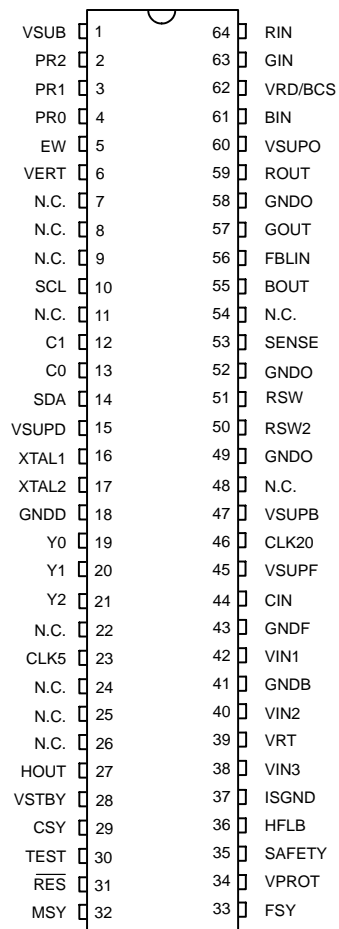 VSUB 1 64 RIN
PR2 2 63 GIN
PR1 3 62 VRD/BCS
PR0 4 61 BIN
EW 5 60 VSUPO
VERT 6 59 ROUT
N.C. 7 58 GNDO
N.C. 8 57 GOUT
N.C. 9 56 FBLIN
SCL 10 55 BOUT
N.C. 11 54 N.C.
C1 12 53 SENSE
C0 13 52 GNDO
SDA 14 51 RSW
VSUPD 15 50 RSW2
XTAL1 16 49 GNDO
XTAL2 17 48 N.C.
GNDD 18 47 VSUPB
Y0 19 46 CLK20
Y1 20 45 VSUPF
Y2 21 44 CIN
N.C. 22 43 GNDF
CLK5 23 42 VIN1
N.C. 24 41 GNDB
N.C. 25 40 VIN2
N.C. 26 39 VRT
HOUT 27 38 VIN3
VSTBY 28 37 ISGND
CSY 29 36 HFLB
TEST 30 35 SAFETY
RES 31 34 VPROT
MSY 32 33 FSY